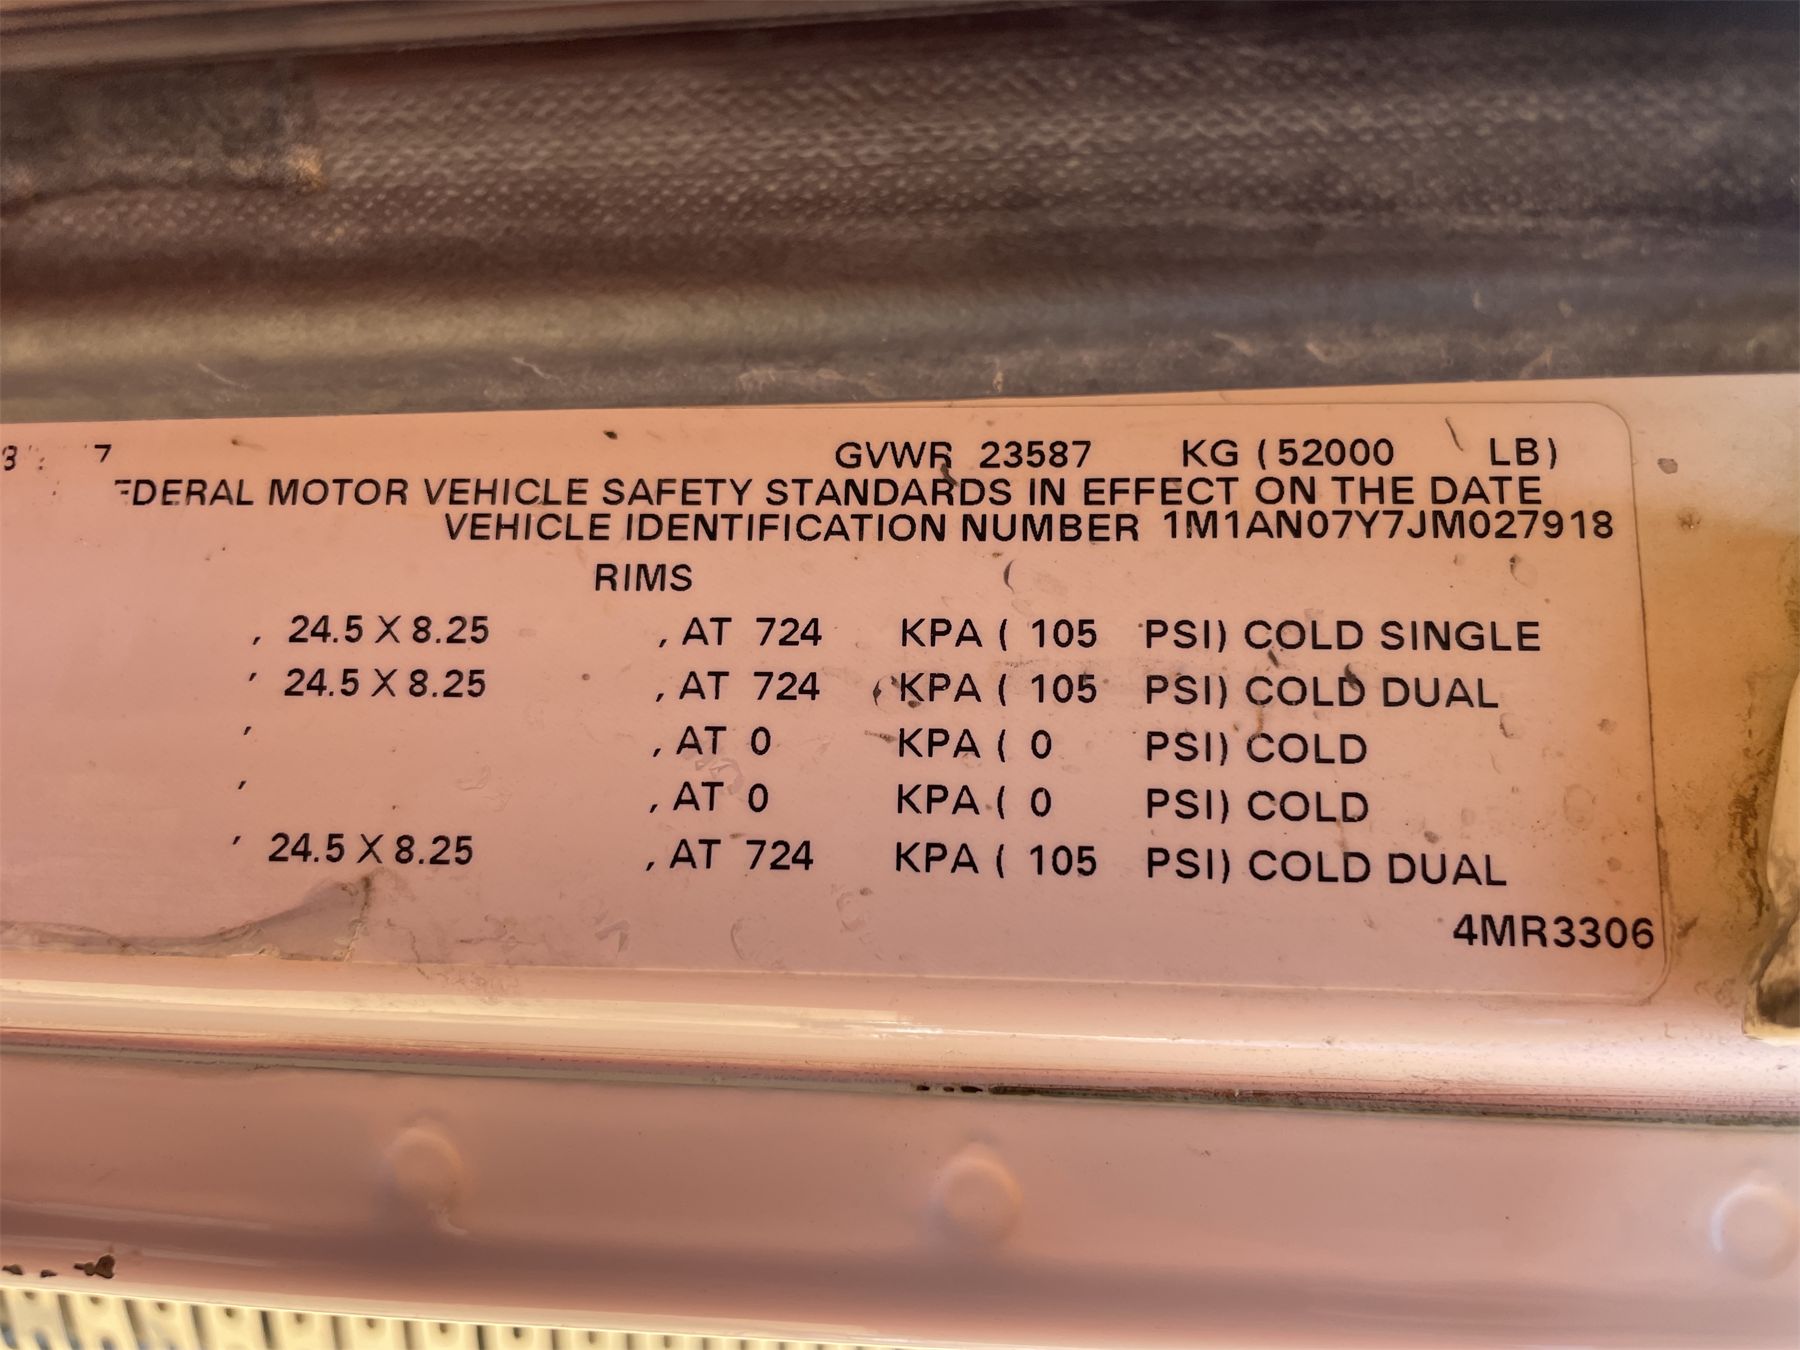 7 GVWR 23587 KG (52000 LB)
EDERAL MOTOR VEHICLE SAFETY STANDARDS IN EFFECT ON THE DATE
VEHICLE IDENTIFICATION NUMBER 1M1AN07Y7JM027918
RIMS
, 24.5 X 8.25 , AT 724 KPA ( 105 PSI) COLD SINGLE
, 24.5 X 8.25 , AT 724 KPA ( 105 PSI) COLD DUAL
, , AT 0 KPA ( 0 PSI) COLD
, , AT 0 KPA ( 0 PSI) COLD
, 24.5 X 8.25 , AT 724 KPA ( 105 PSI) COLD DUAL
4MR3306